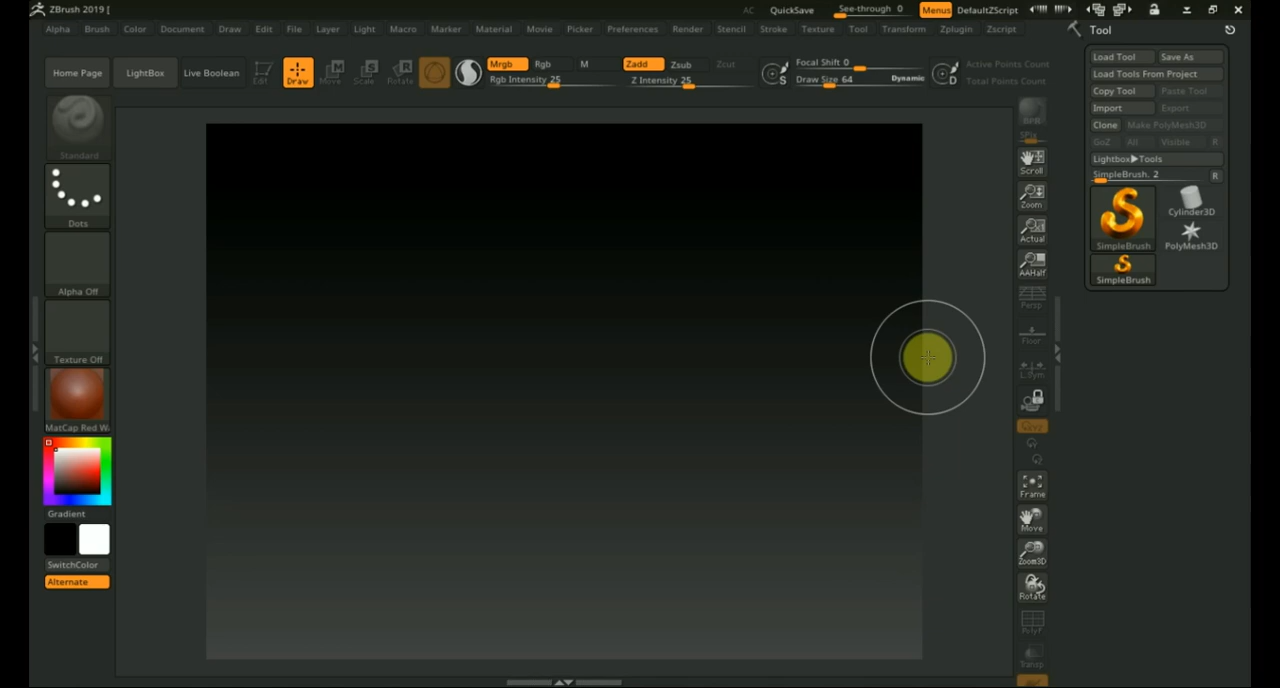 ZBrush 2019 [
AC QuickSave See-through 0 Menus DefaultZScript
Alpha Brush Color Document Draw Edit File Layer Light Macro Marker Material Movie Picker Preferences Render Stencil Stroke Texture Tool Transform Zplugin Zscript
Tool
Home Page LightBox Live Boolean Edit Draw Move Scale Rotate
Mrgb Rgb M
Rgb Intensity 25
Zadd Zsub Zcut
Z Intensity 25
S
Focal Shift 0
Draw Size 64 Dynamic
D
Active Points Count
Total Points Count
Load Tool Save As
Load Tools From Project
Copy Tool Paste Tool
Import Export
Clone Make PolyMesh3D
GoZ All Visible R
Lightbox▶Tools
SimpleBrush. 2 R
SimpleBrush
Cylinder3D
PolyMesh3D
SimpleBrush
Standard
Dots
Alpha Off
Texture Off
MatCap Red W
Gradient
SwitchColor
Alternate
BPR
SPix
Scroll
Zoom
Actual
AAHalf
Persp
Floor
L.Sym
Frame
Move
Zoom3D
Rotate
PolyF
Transp